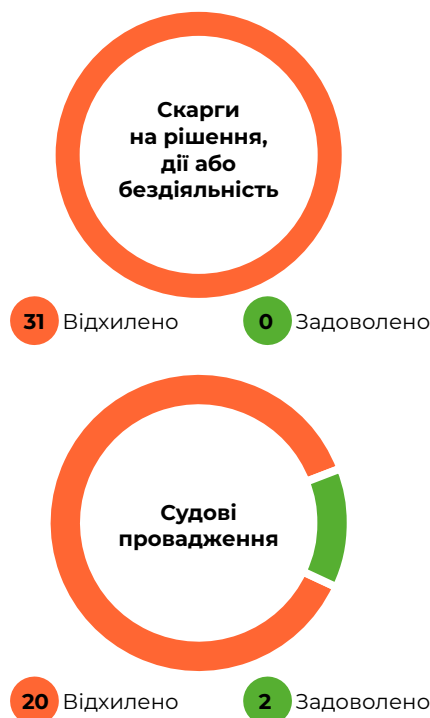 Скарги
на рішення,
дії або
бездіяльність
31 Відхилено 0 Задоволено
Судові
провадження
20 Відхилено 2 Задоволено